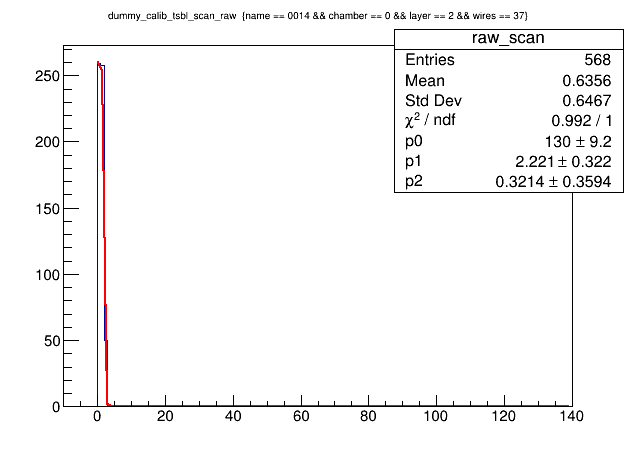 dummy_calib_tsbl_scan_raw {name == 0014 && chamber == 0 && layer == 2 && wires == 37}
raw_scan
Entries 568
Mean 0.6356
Std Dev 0.6467
χ² / ndf 0.992 / 1
p0 130 ± 9.2
p1 2.221 ± 0.322
p2 0.3214 ± 0.3594
250
200
150
100
50
0
0 20 40 60 80 100 120 140